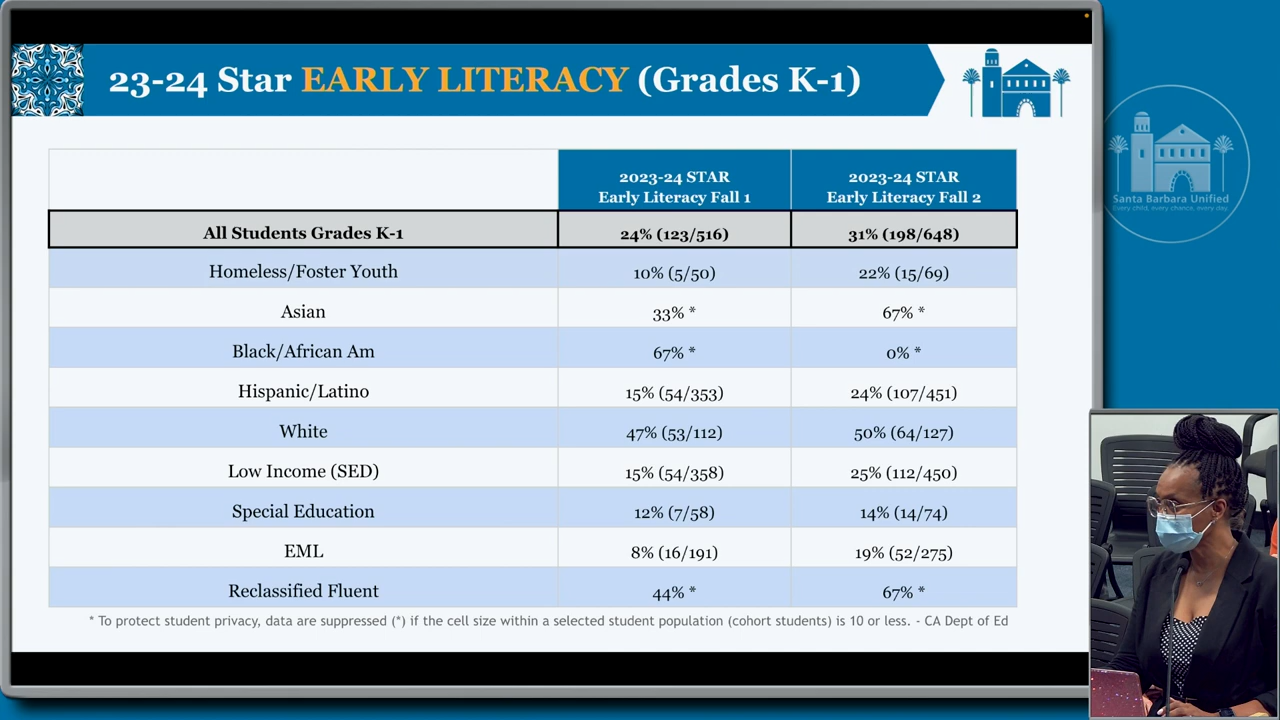 23-24 Star EARLY LITERACY (Grades K-1)
2023-24 STAR
Early Literacy Fall 1
2023-24 STAR
Early Literacy Fall 2
All Students Grades K-1 24% (123/516) 31% (198/648)
Homeless/Foster Youth 10% (5/50) 22% (15/69)
Asian 33% * 67% *
Black/African Am 67% * 0% *
Hispanic/Latino 15% (54/353) 24% (107/451)
White 47% (53/112) 50% (64/127)
Low Income (SED) 15% (54/358) 25% (112/450)
Special Education 12% (7/58) 14% (14/74)
EML 8% (16/191) 19% (52/275)
Reclassified Fluent 44% * 67% *
* To protect student privacy, data are suppressed (*) if the cell size within a selected student population (cohort students) is 10 or less. - CA Dept of Ed
Santa Barbara Unified
Every child, every chance, every day.